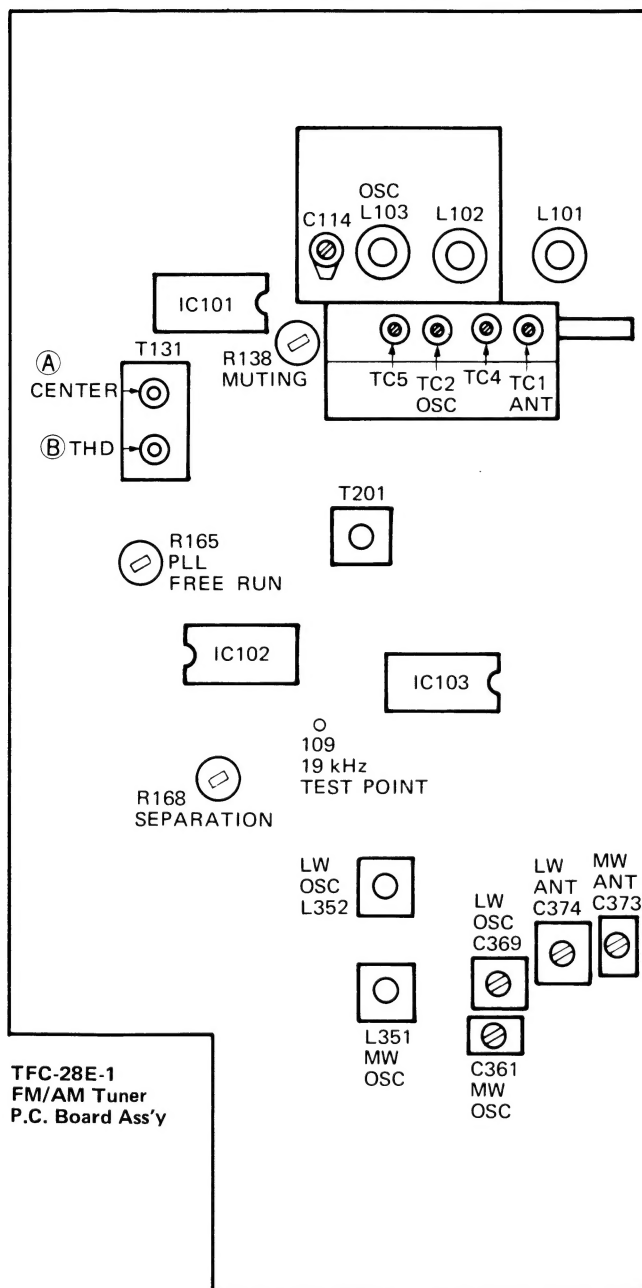 OSC
C114
L103
L102
L101
IC101
T131
R138
MUTING
TC5
TC2
OSC
TC4
TC1
ANT
A
CENTER
B THD
T201
R165
PLL
FREE RUN
IC102
IC103
109
19 kHz
TEST POINT
R168
SEPARATION
LW
OSC
L352
LW
OSC
C369
LW
ANT
C374
MW
ANT
C373
L351
MW
OSC
C361
MW
OSC
TFC-28E-1
FM/AM Tuner
P.C. Board Ass'y